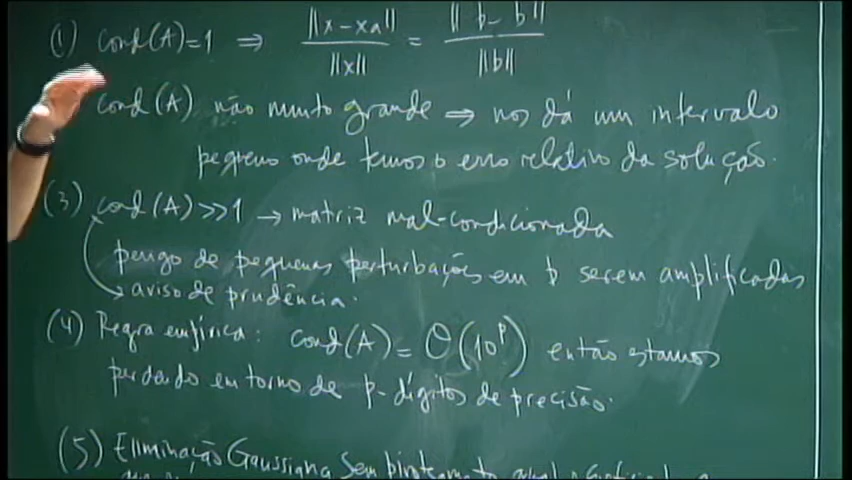 (1) cond(A)=1 ⇒ ||x-xa||/||x|| = ||b-b||/||b||
cond(A) não muito grande ⇒ nos dá um intervalo
pequeno onde temos o erro relativo da solução.
(3) cond(A)>>1 → matriz mal-condicionada
perigo de pequenas perturbações em b serem amplificadas
→ aviso de prudência.
(4) Regra empírica: cond(A)=O(10^p) então estamos
perdendo em torno de p-dígitos de precisão.
(5) Eliminação Gaussiana sem pivoteamento